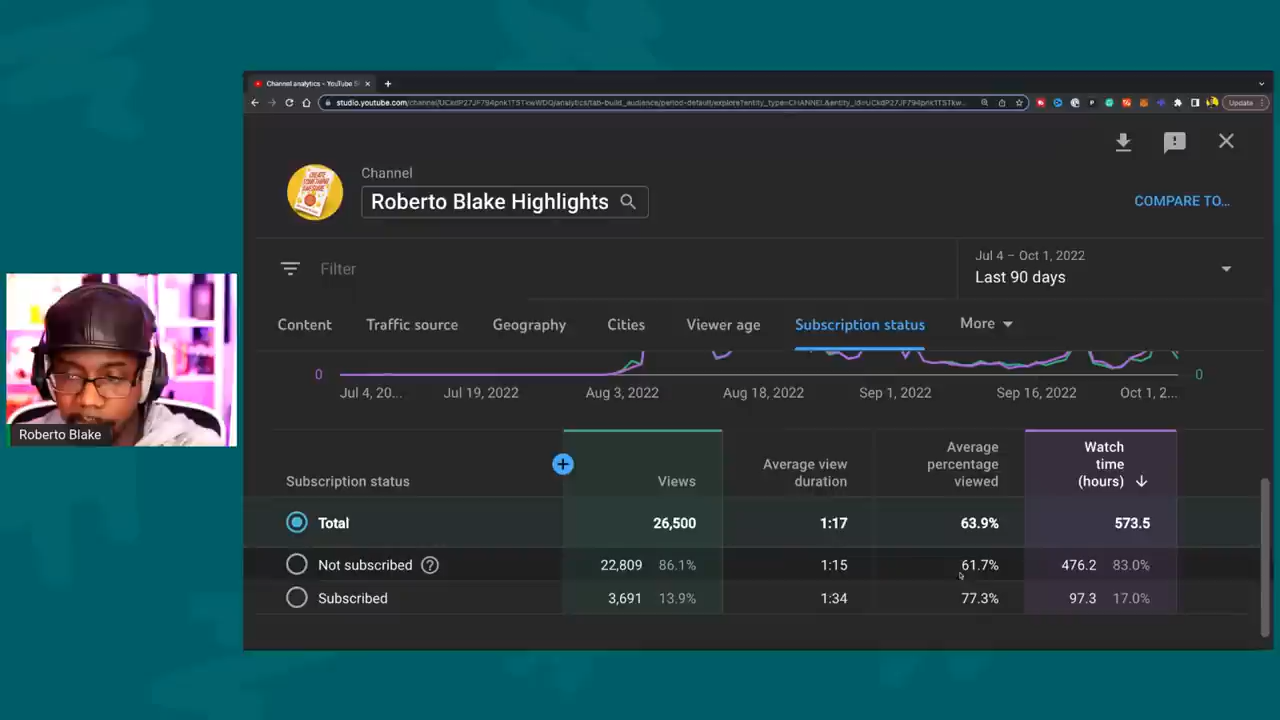 Channel analytics - YouTube S
studio.youtube.com
Update
CREATE
SOMETHING
AWESOME
Channel
Roberto Blake Highlights
COMPARE TO...
Filter
Jul 4 – Oct 1, 2022
Last 90 days
Content Traffic source Geography Cities Viewer age Subscription status More
0 0
Jul 4, 20... Jul 19, 2022 Aug 3, 2022 Aug 18, 2022 Sep 1, 2022 Sep 16, 2022 Oct 1, 2...
Subscription status
Views
Average view
duration
Average
percentage
viewed
Watch
time
(hours)
Total 26,500 1:17 63.9% 573.5
Not subscribed ? 22,809 86.1% 1:15 61.7% 476.2 83.0%
Subscribed 3,691 13.9% 1:34 77.3% 97.3 17.0%
Roberto Blake